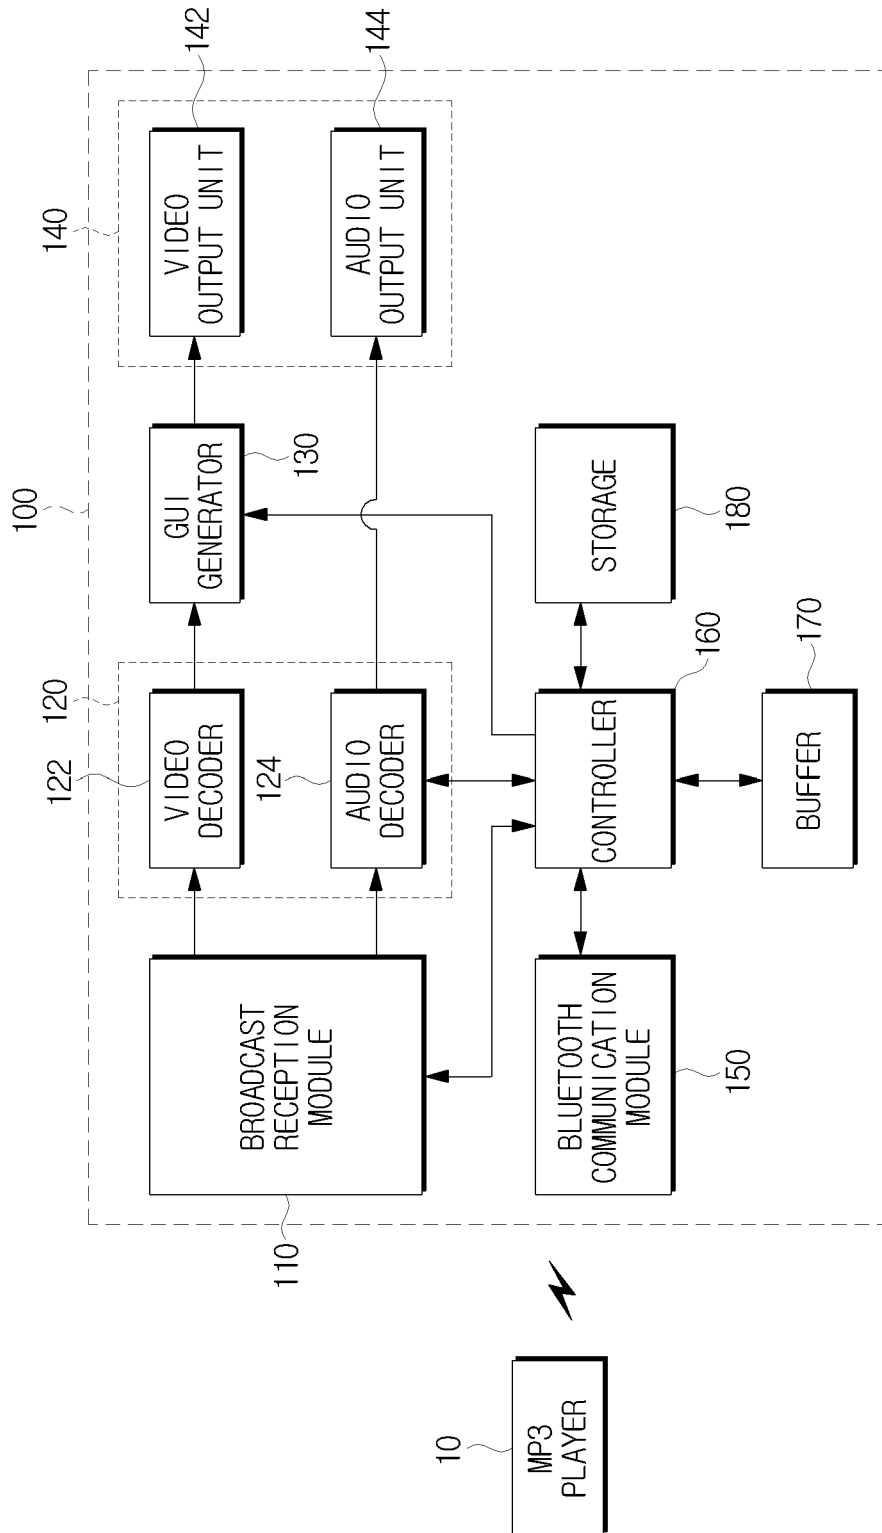 100
140
142
VIDEO
OUTPUT UNIT
144
AUDIO
OUTPUT UNIT
130
GUI
GENERATOR
120
122
VIDEO
DECODER
124
AUDIO
DECODER
110
BROADCAST
RECEPTION
MODULE
180
STORAGE
160
CONTROLLER
170
BUFFER
150
BLUETOOTH
COMMUNICATION
MODULE
10
MP3
PLAYER